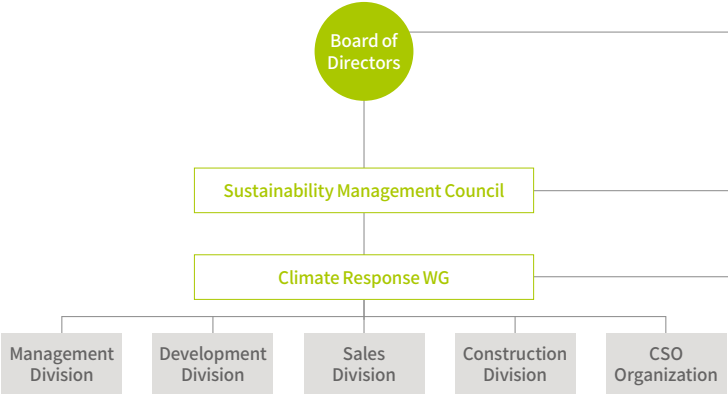 Board of
Directors
Sustainability Management Council
Climate Response WG
Management
Division
Development
Division
Sales
Division
Construction
Division
CSO
Organization